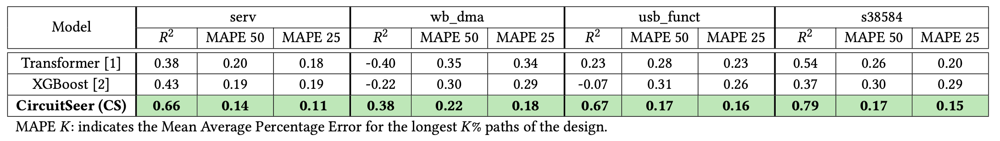 Model serv wb_dma usb_funct s38584
R² MAPE 50 MAPE 25 R² MAPE 50 MAPE 25 R² MAPE 50 MAPE 25 R² MAPE 50 MAPE 25
Transformer [1] 0.38 0.20 0.18 -0.40 0.35 0.34 0.23 0.28 0.23 0.54 0.26 0.20
XGBoost [2] 0.43 0.19 0.19 -0.22 0.30 0.29 -0.07 0.31 0.26 0.37 0.30 0.29
CircuitSeer (CS) 0.66 0.14 0.11 0.38 0.22 0.18 0.67 0.17 0.16 0.79 0.17 0.15
MAPE K: indicates the Mean Average Percentage Error for the longest K% paths of the design.